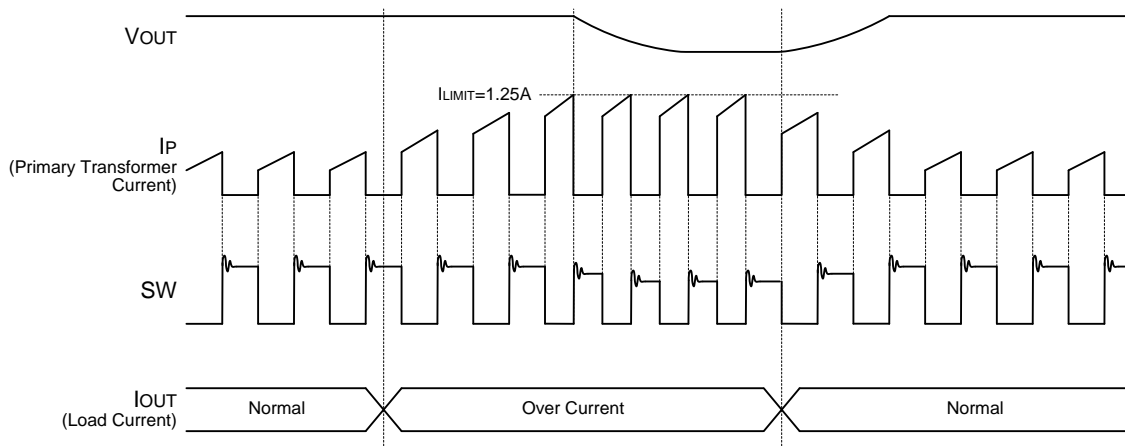 VOUT
ILIMIT=1.25A
IP
(Primary Transformer
Current)
SW
IOUT
(Load Current)
Normal
Over Current
Normal